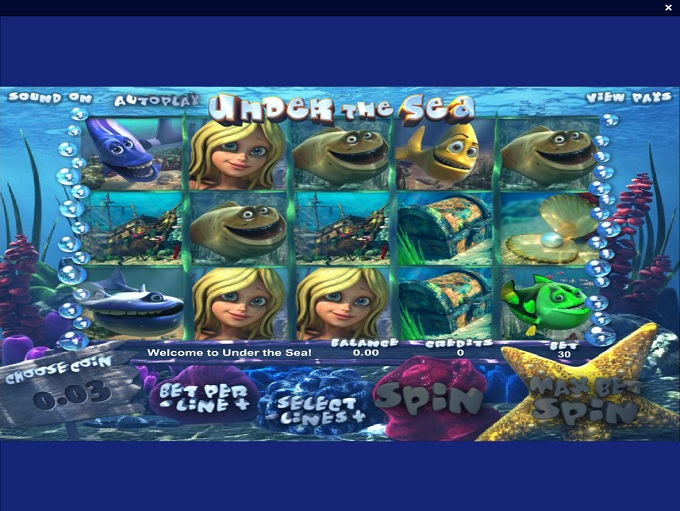 ×
SOUND ON
AUTOPLAY
UNDER THE SEA
VIEW PAYS
BALANCE
CREDITS
BET
Welcome to Under the Sea!
0.00
0
30
CHOOSE COIN
0.03
BET PER
- LINE +
SELECT
- LINES +
SPIN
MAX BET
SPIN